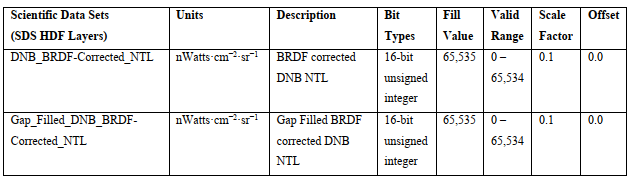 Scientific Data Sets Units Description Bit Fill Valid Scale Offset
(SDS HDF Layers) Types Value Range Factor
DNB_BRDF-Corrected_NTL nWatts·cm⁻²·sr⁻¹ BRDF corrected 16-bit 65,535 0 – 0.1 0.0
DNB NTL unsigned 65,534
integer
Gap_Filled_DNB_BRDF- nWatts·cm⁻²·sr⁻¹ Gap Filled BRDF 16-bit 65,535 0 – 0.1 0.0
Corrected_NTL corrected DNB unsigned 65,534
NTL integer